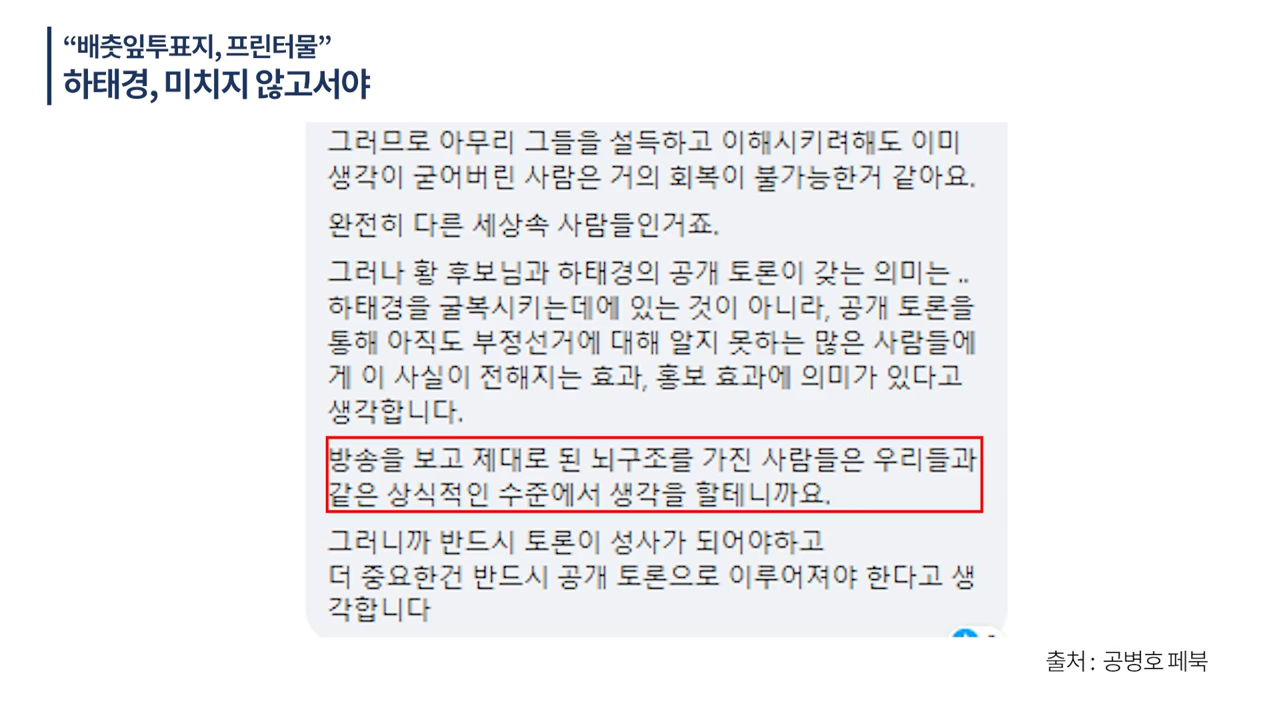 “배춧잎투표지, 프린터물”
하태경, 미치지 않고서야
그러므로 아무리 그들을 설득하고 이해시키려해도 이미
생각이 굳어버린 사람은 거의 회복이 불가능한거 같아요.
완전히 다른 세상속 사람들인거죠.
그러나 황 후보님과 하태경의 공개 토론이 갖는 의미는 ..
하태경을 굴복시키는데에 있는 것이 아니라, 공개 토론을
통해 아직도 부정선거에 대해 알지 못하는 많은 사람들에
게 이 사실이 전해지는 효과, 홍보 효과에 의미가 있다고
생각합니다.
방송을 보고 제대로 된 뇌구조를 가진 사람들은 우리들과
같은 상식적인 수준에서 생각을 할테니까요.
그러니까 반드시 토론이 성사가 되어야하고
더 중요한건 반드시 공개 토론으로 이루어져야 한다고 생
각합니다
출처 : 공병호 페북